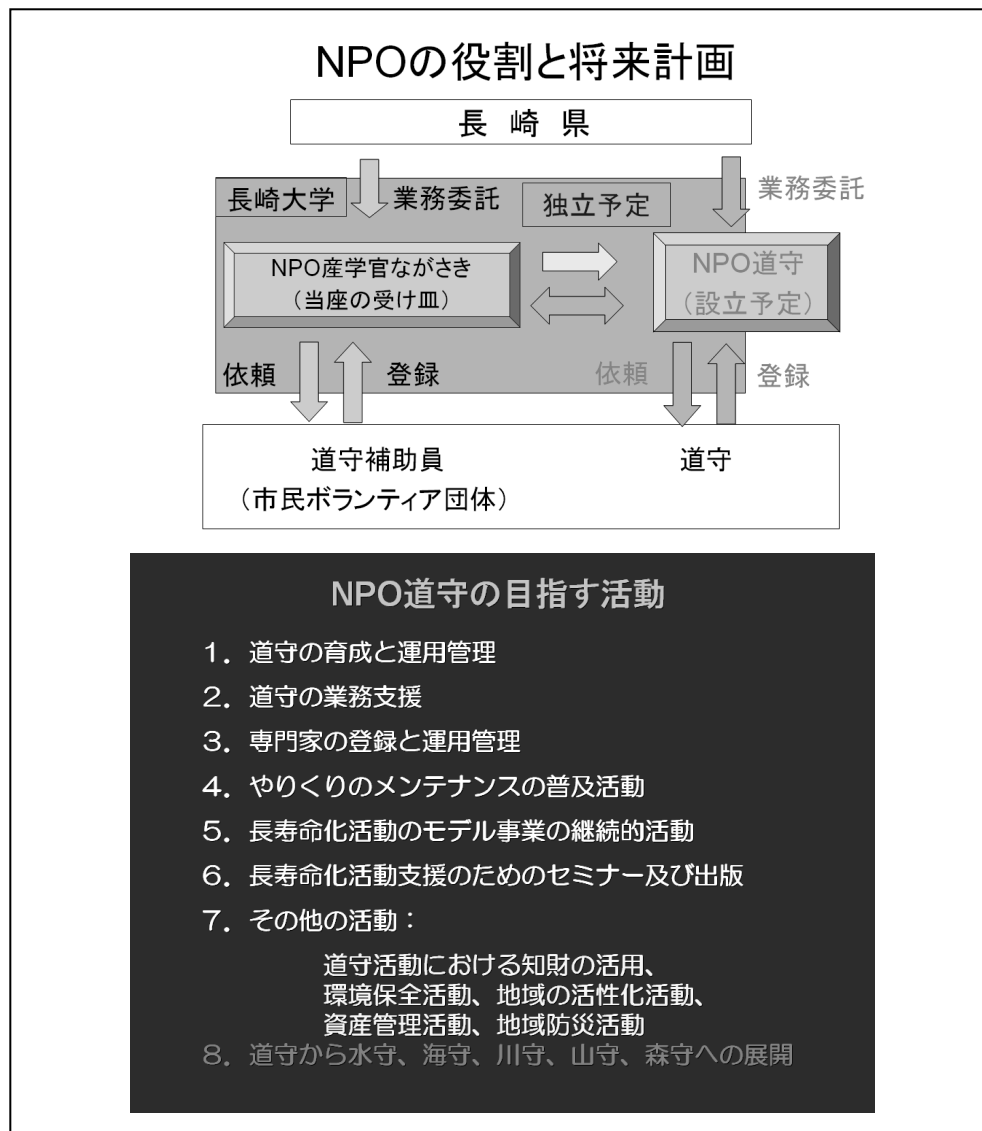 NPOの役割と将来計画
長 崎 県
長崎大学
業務委託
独立予定
業務委託
NPO産学官ながさき
(当座の受け皿)
NPO道守
(設立予定)
依頼
登録
依頼
登録
道守補助員
(市民ボランティア団体)
道守
NPO道守の目指す活動
1. 道守の育成と運用管理
2. 道守の業務支援
3. 専門家の登録と運用管理
4. やりくりのメンテナンスの普及活動
5. 長寿命化活動のモデル事業の継続的活動
6. 長寿命化活動支援のためのセミナー及び出版
7. その他の活動:
道守活動における知財の活用、
環境保全活動、地域の活性化活動、
資産管理活動、地域防災活動
8. 道守から水守、海守、川守、山守、森守への展開